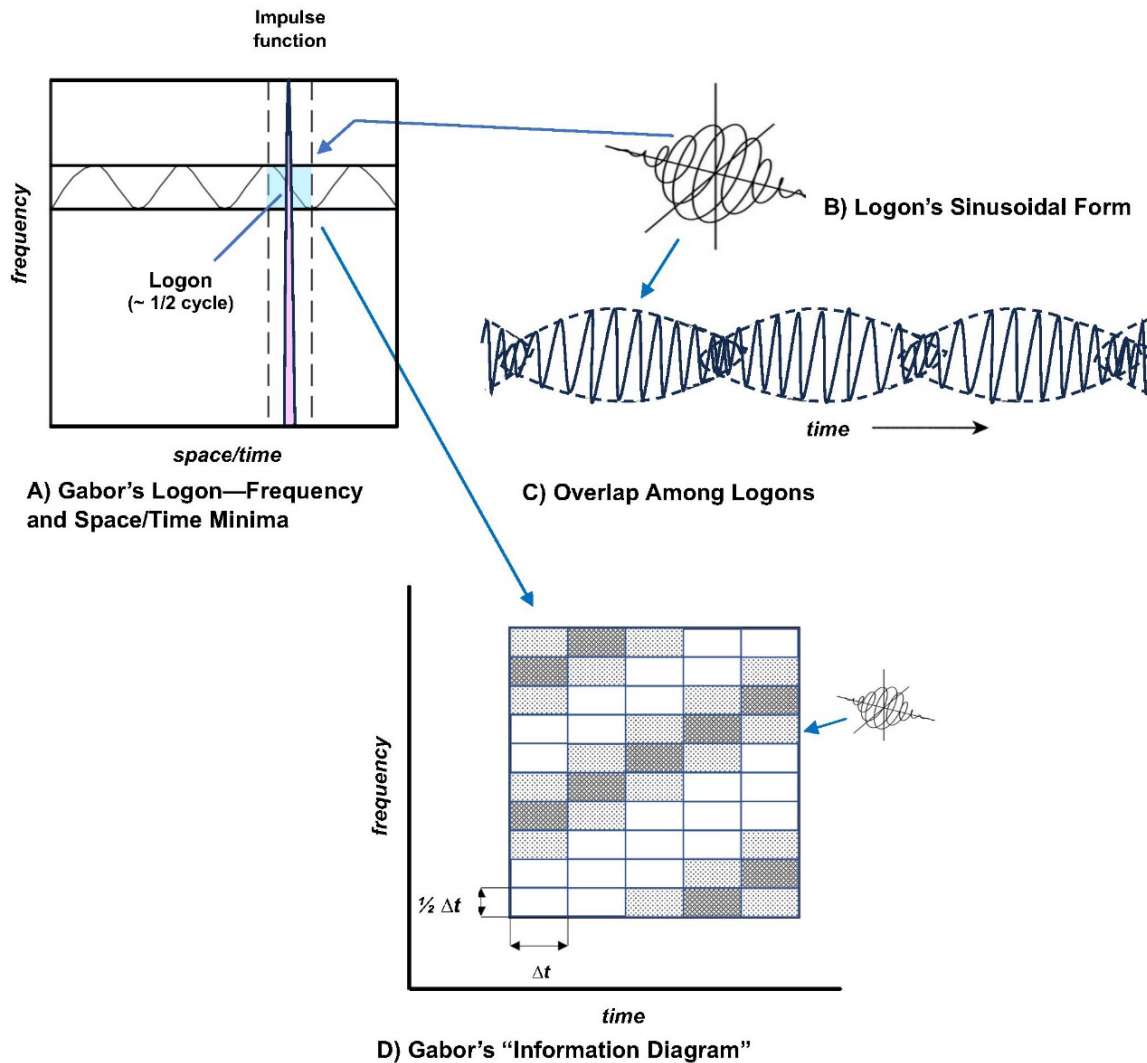 Impulse
function
frequency
Logon
(~ 1/2 cycle)
space/time
A) Gabor's Logon—Frequency
and Space/Time Minima
B) Logon's Sinusoidal Form
time
C) Overlap Among Logons
frequency
½ Δt
Δt
time
D) Gabor's “Information Diagram”